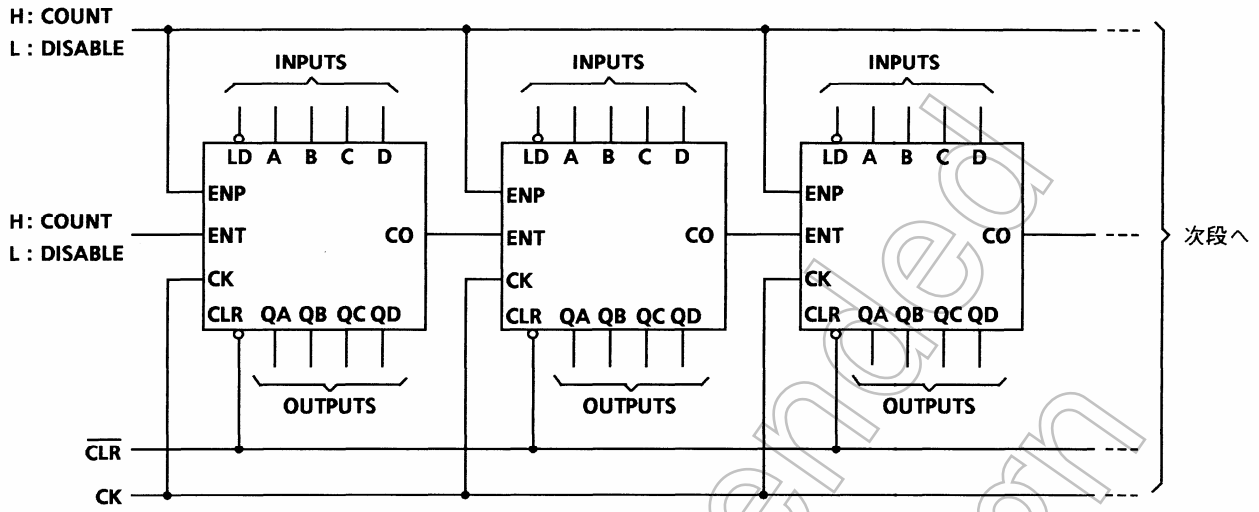 H: COUNT
L: DISABLE
INPUTS
INPUTS
INPUTS
LD A B C D
LD A B C D
LD A B C D
ENP
ENP
ENP
H: COUNT
L: DISABLE
ENT CO
ENT CO
ENT CO
次段へ
CK
CK
CK
CLR QA QB QC QD
CLR QA QB QC QD
CLR QA QB QC QD
OUTPUTS
OUTPUTS
OUTPUTS
CLR
CK